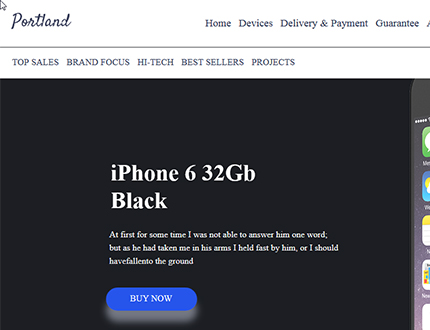 Portland
Home Devices Delivery & Payment Guarantee
TOP SALES BRAND FOCUS HI-TECH BEST SELLERS PROJECTS
iPhone 6 32Gb
Black
At first for some time I was not able to answer him one word;
but as he had taken me in his arms I held fast by him, or I should
havefallento the ground
BUY NOW